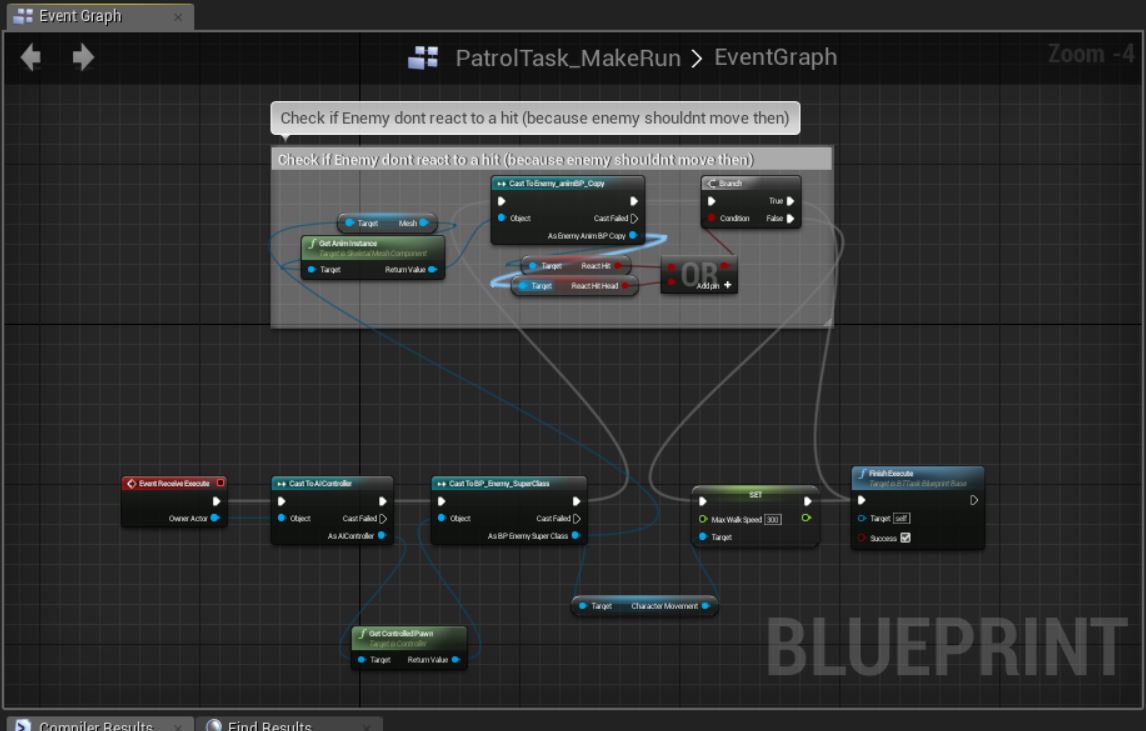 Event Graph
PatrolTask_MakeRun > EventGraph
Zoom -4
Check if Enemy dont react to a hit (because enemy shouldnt move then)
Check if Enemy dont react to a hit (because enemy shouldnt move then)
Cast To Enemy_animBP_Copy
Object
Cast Failed
As Enemy Anim BP Copy
Branch
True
Condition
False
Target
Mesh
Get Anim Instance
Target is Skeletal Mesh Component
Target
Return Value
Target
React Hit
Target
React Hit Head
OR
Add pin +
Event Receive Execute
Owner Actor
Cast To AIController
Object
Cast Failed
As AIController
Cast To BP_Enemy_SuperClass
Object
Cast Failed
As BP Enemy Super Class
SET
Max Walk Speed 300
Target
Finish Execute
Target is BTTask Blueprint Base
Target self
Success
Target
Character Movement
Get Controlled Pawn
Target is Controller
Target
Return Value
BLUEPRINT
Compiler Results
Find Results